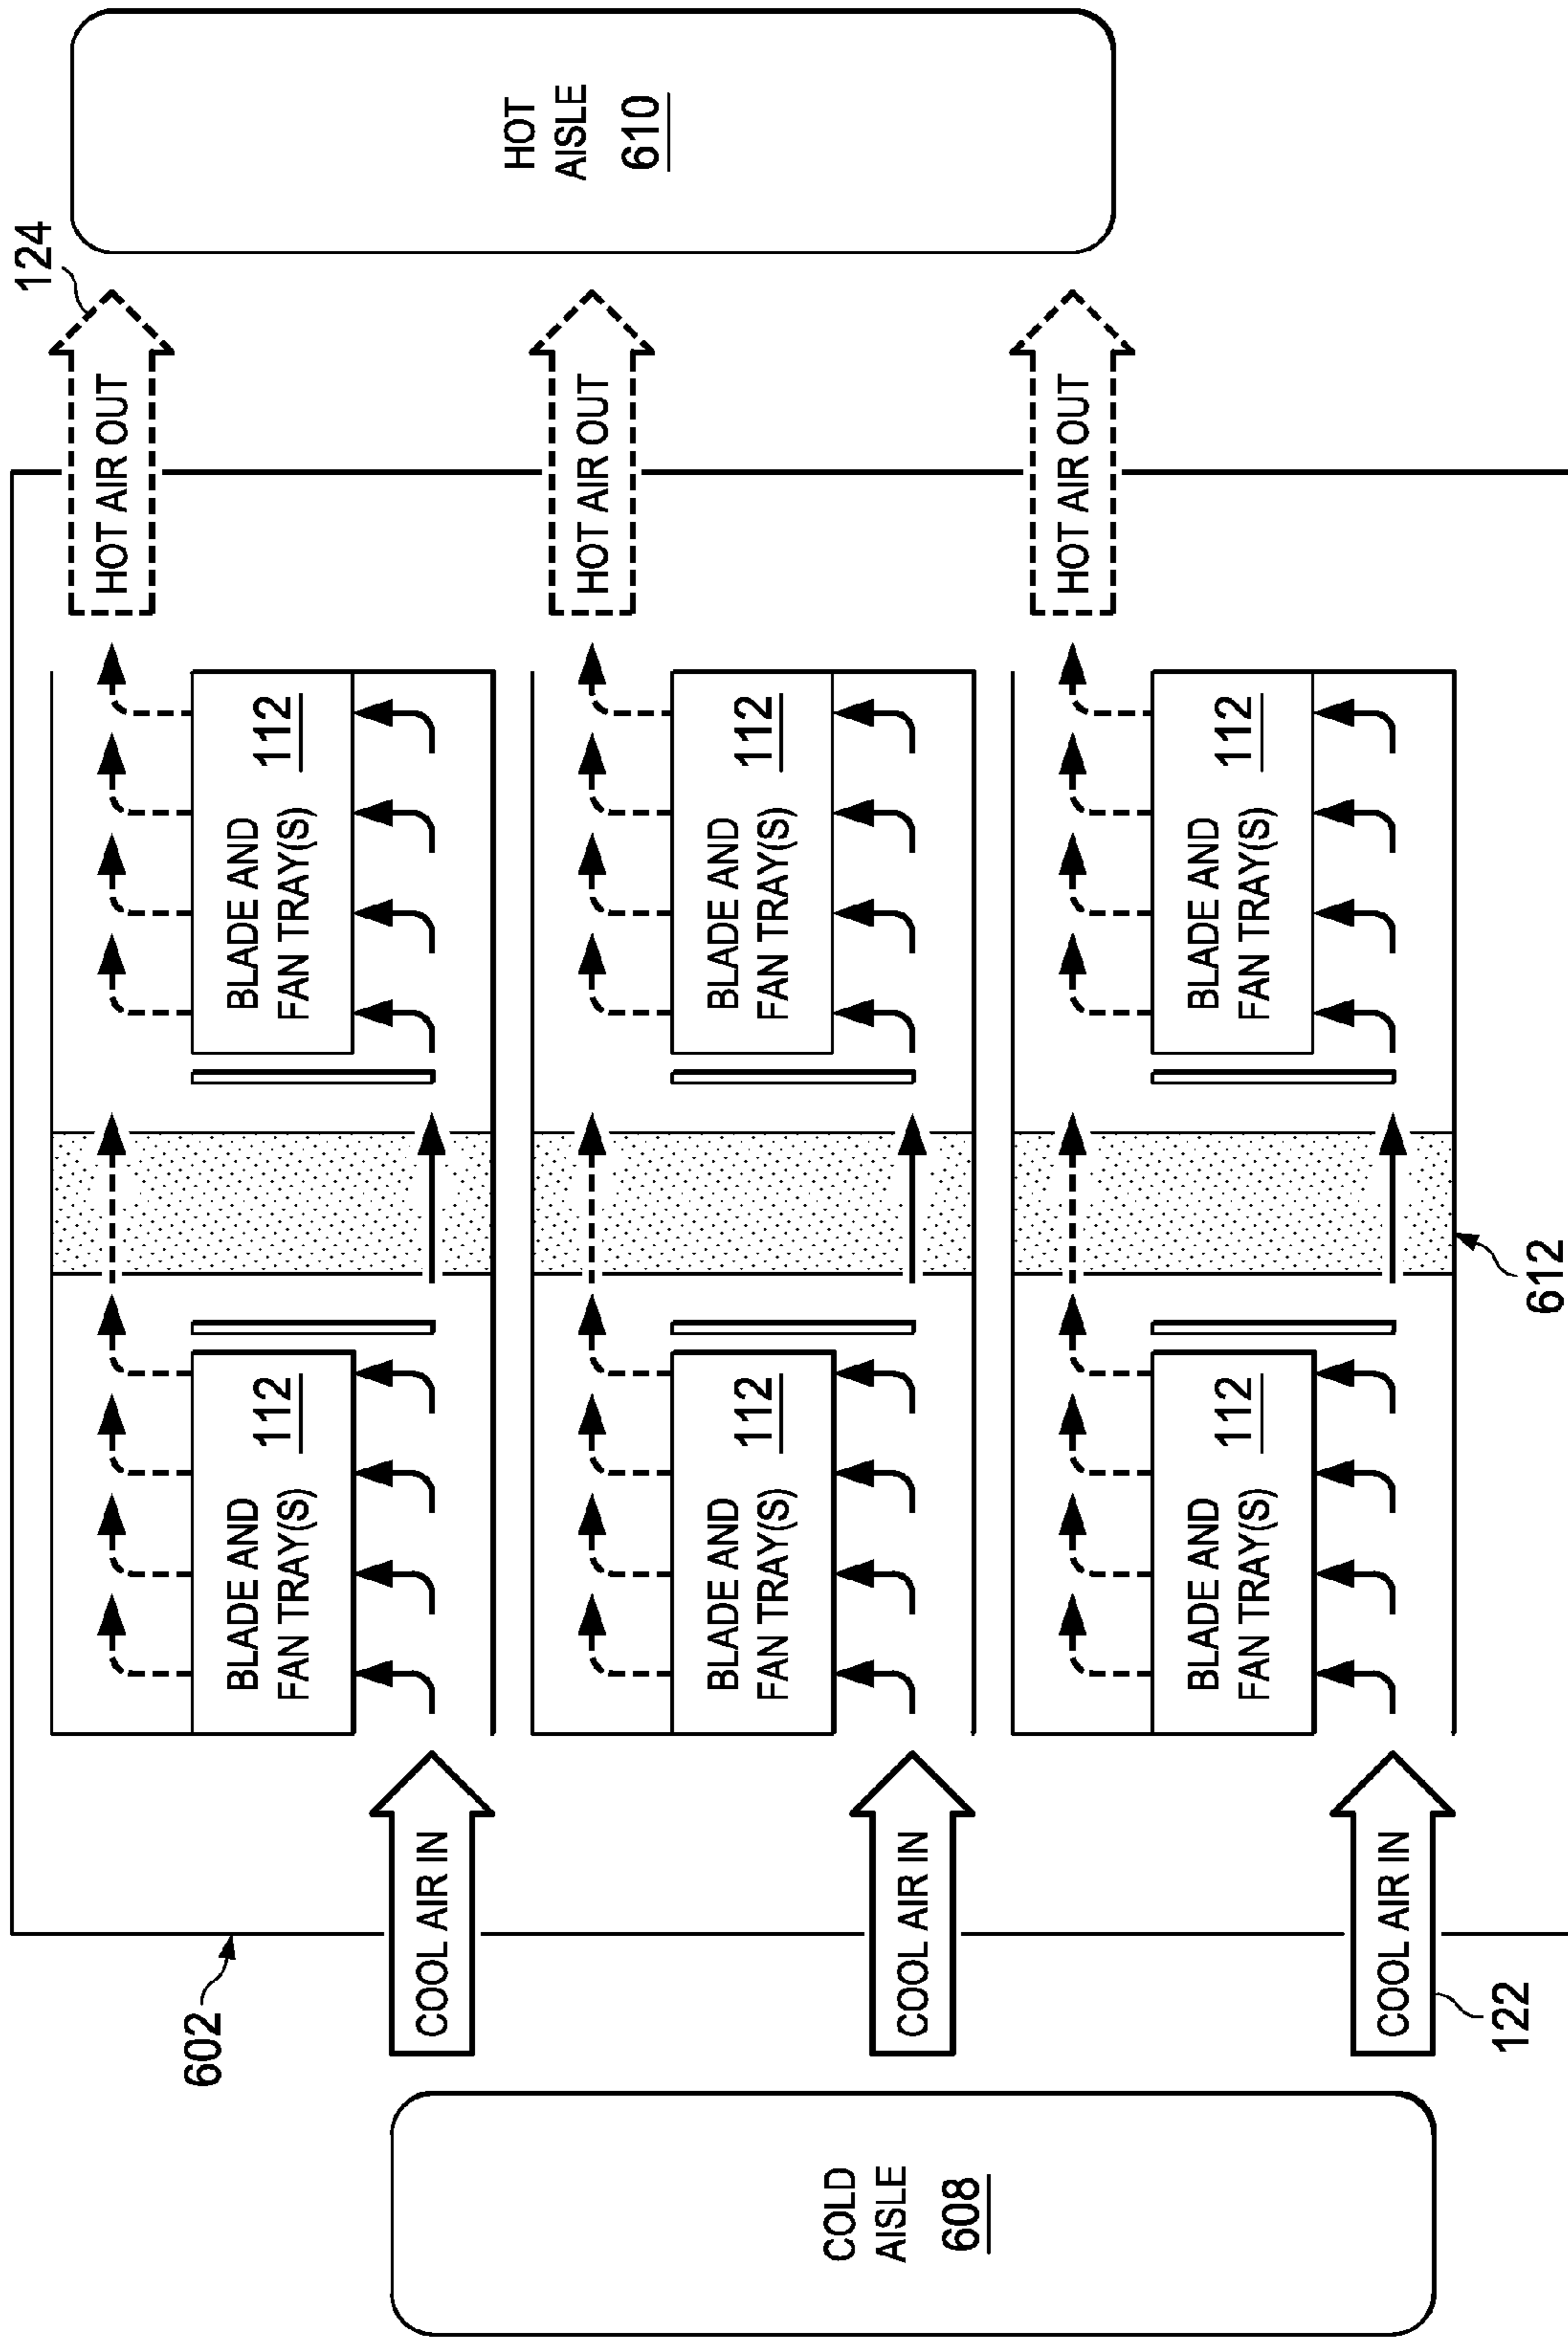 124
HOT AIR OUT
HOT AIR OUT
HOT AIR OUT
HOT
AISLE
610
BLADE AND
FAN TRAY(S)
112
BLADE AND
FAN TRAY(S)
112
BLADE AND
FAN TRAY(S)
112
BLADE AND
FAN TRAY(S)
112
BLADE AND
FAN TRAY(S)
112
BLADE AND
FAN TRAY(S)
112
612
602
COOL AIR IN
COOL AIR IN
COOL AIR IN
122
COLD
AISLE
608